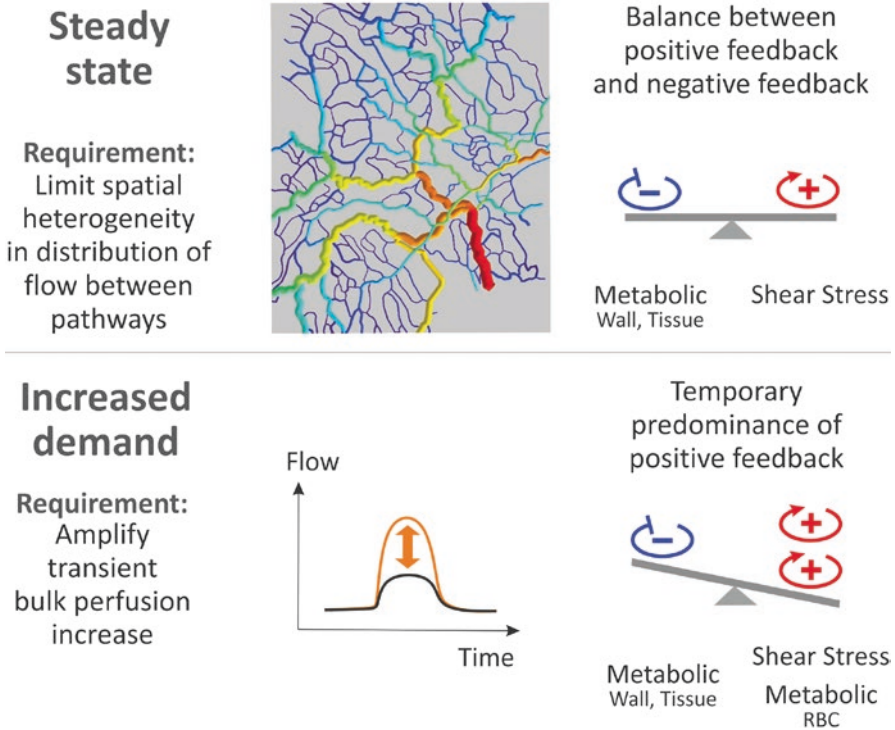 Steady
state
Requirement:
Limit spatial
heterogeneity
in distribution of
flow between
pathways
Balance between
positive feedback
and negative feedback
−
+
Metabolic
Wall, Tissue
Shear Stress
Increased
demand
Requirement:
Amplify
transient
bulk perfusion
increase
Flow
Time
Temporary
predominance of
positive feedback
−
+
+
Metabolic
Wall, Tissue
Shear Stress
Metabolic
RBC